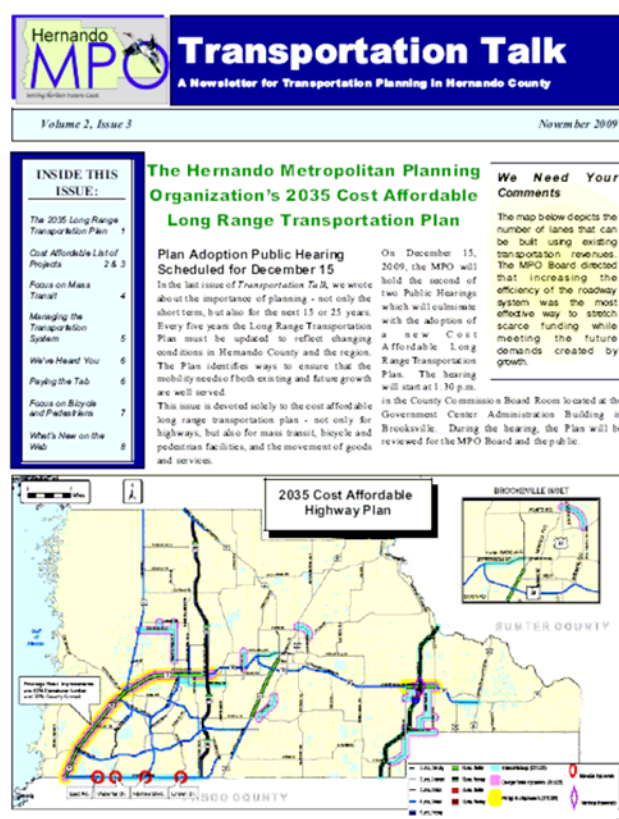 Hernando
MPO
Transportation Talk
A Newsletter for Transportation Planning in Hernando County
Volume 2, Issue 3
November 2009
INSIDE THIS
ISSUE:
The 2035 Long Range
Transportation Plan 1
Cost Affordable List of
Projects 2 & 3
Focus on Mass
Transit 4
Managing the
Transportation
System 5
We've Heard You 6
Paying the Tab 6
Focus on Bicycle
and Pedestrians 7
What's New on the
Web 8
The Hernando Metropolitan Planning
Organization's 2035 Cost Affordable
Long Range Transportation Plan
Plan Adoption Public Hearing
Scheduled for December 15
In the last issue of Transportation Talk, we wrote
about the importance of planning - not only the
short term, but also for the next 15 or 25 years.
Every five years the Long Range Transportation
Plan must be updated to reflect changing
conditions in Hernando County and the region.
The Plan identifies ways to ensure that the
mobility needs of both existing and future growth
are well served.
This issue is devoted solely to the cost affordable
long range transportation plan - not only for
highways, but also for mass transit, bicycle and
pedestrian facilities, and the movement of goods
and services.
On December 15,
2009, the MPO will
hold the second of
two Public Hearings
which will culminate
with the adoption of
a new Cost
Affordable Long
Range Transportation
Plan. The hearing
will start at 1:30 p.m.
in the County Commission Board Room located at the
Government Center Administration Building in
Brooksville. During the hearing, the Plan will be
reviewed for the MPO Board and the public.
We Need Your
Comments
The map below depicts the
number of lanes that can
be built using existing
transportation revenues.
The MPO Board directed
that increasing the
efficiency of the roadway
system was the most
effective way to stretch
scarce funding while
meeting the future
demands created by
growth.
2035 Cost Affordable
Highway Plan
BROOKSVILLE INSET
SUMTER COUNTY
PASCO COUNTY